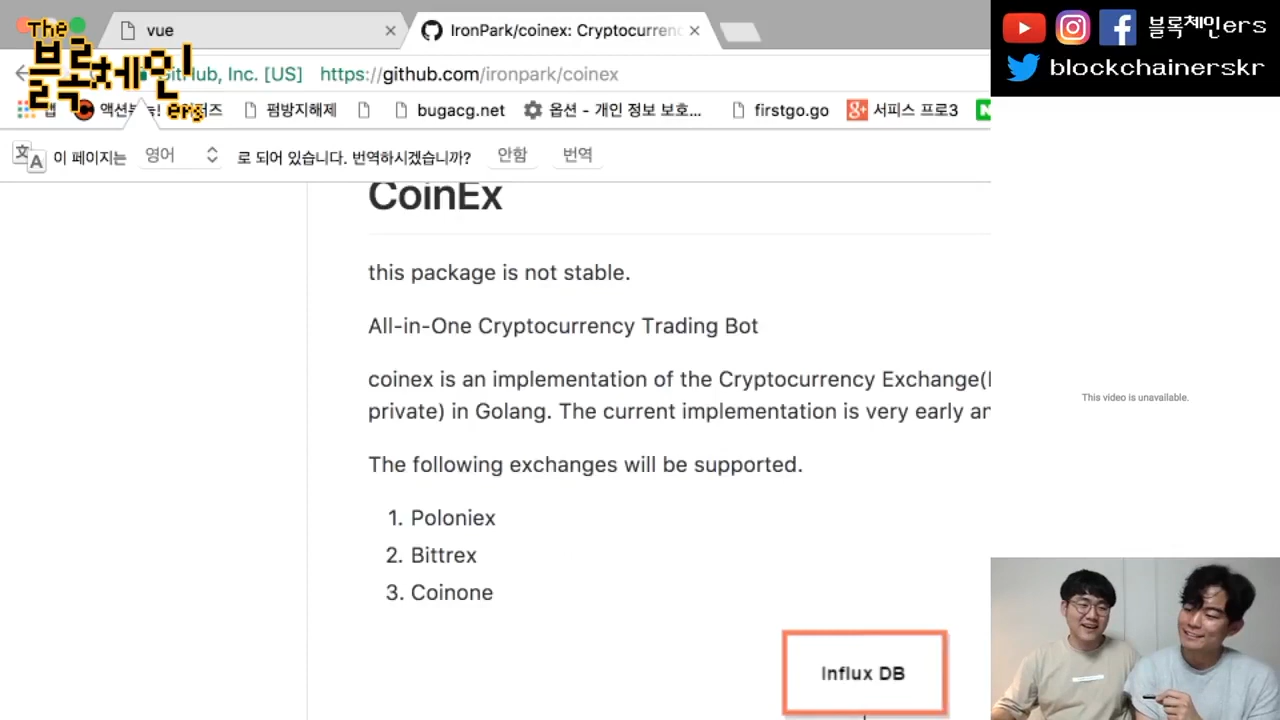 The
블록체인
ers
vue
IronPark/coinex: Cryptocurrenc
블록체인ers
blockchainerskr
GitHub, Inc. [US] https://github.com/ironpark/coinex
펌방지해제
bugacg.net
옵션 - 개인 정보 보호...
firstgo.go
서피스 프로3
이 페이지는 영어 로 되어 있습니다. 번역하시겠습니까? 안함 번역
CoinEx
this package is not stable.
All-in-One Cryptocurrency Trading Bot
coinex is an implementation of the Cryptocurrency Exchange(
private) in Golang. The current implementation is very early an
The following exchanges will be supported.
1. Poloniex
2. Bittrex
3. Coinone
Influx DB
This video is unavailable.